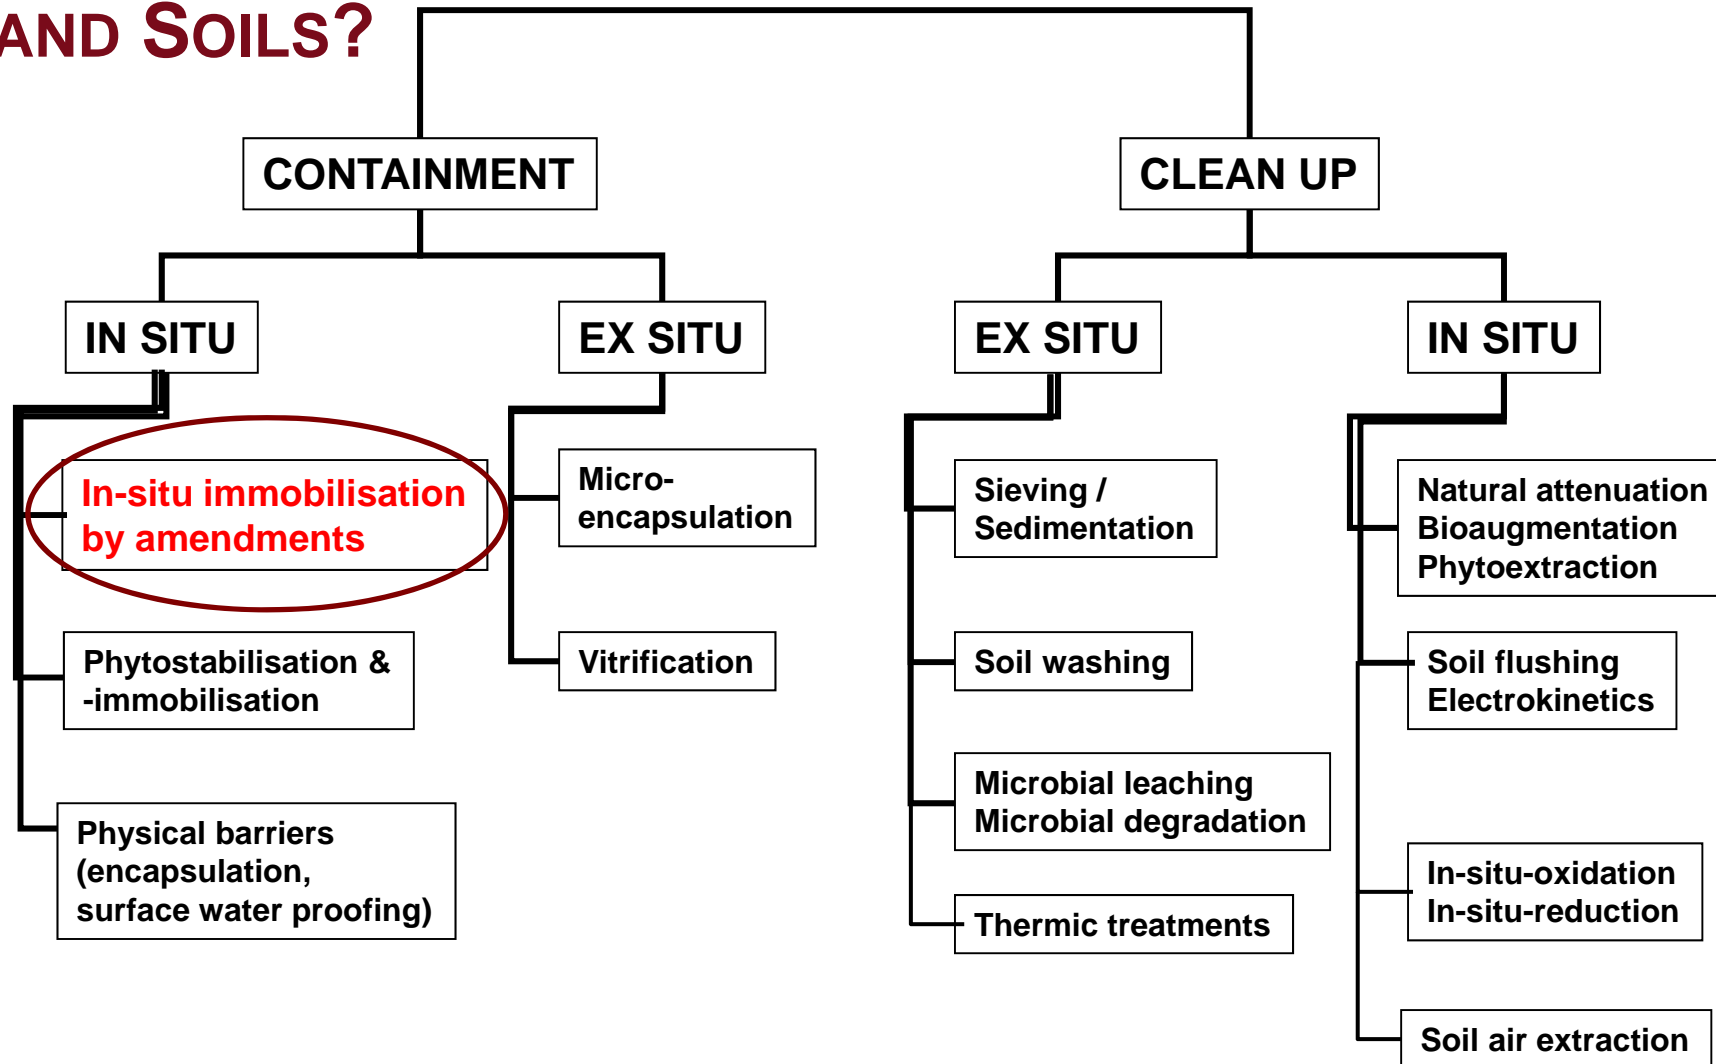 AND SOILS?
CONTAINMENT
CLEAN UP
IN SITU
EX SITU
EX SITU
IN SITU
In-situ immobilisation
by amendments
Phytostabilisation &
-immobilisation
Physical barriers
(encapsulation,
surface water proofing)
Micro-
encapsulation
Vitrification
Sieving /
Sedimentation
Soil washing
Microbial leaching
Microbial degradation
Thermic treatments
Natural attenuation
Bioaugmentation
Phytoextraction
Soil flushing
Electrokinetics
In-situ-oxidation
In-situ-reduction
Soil air extraction